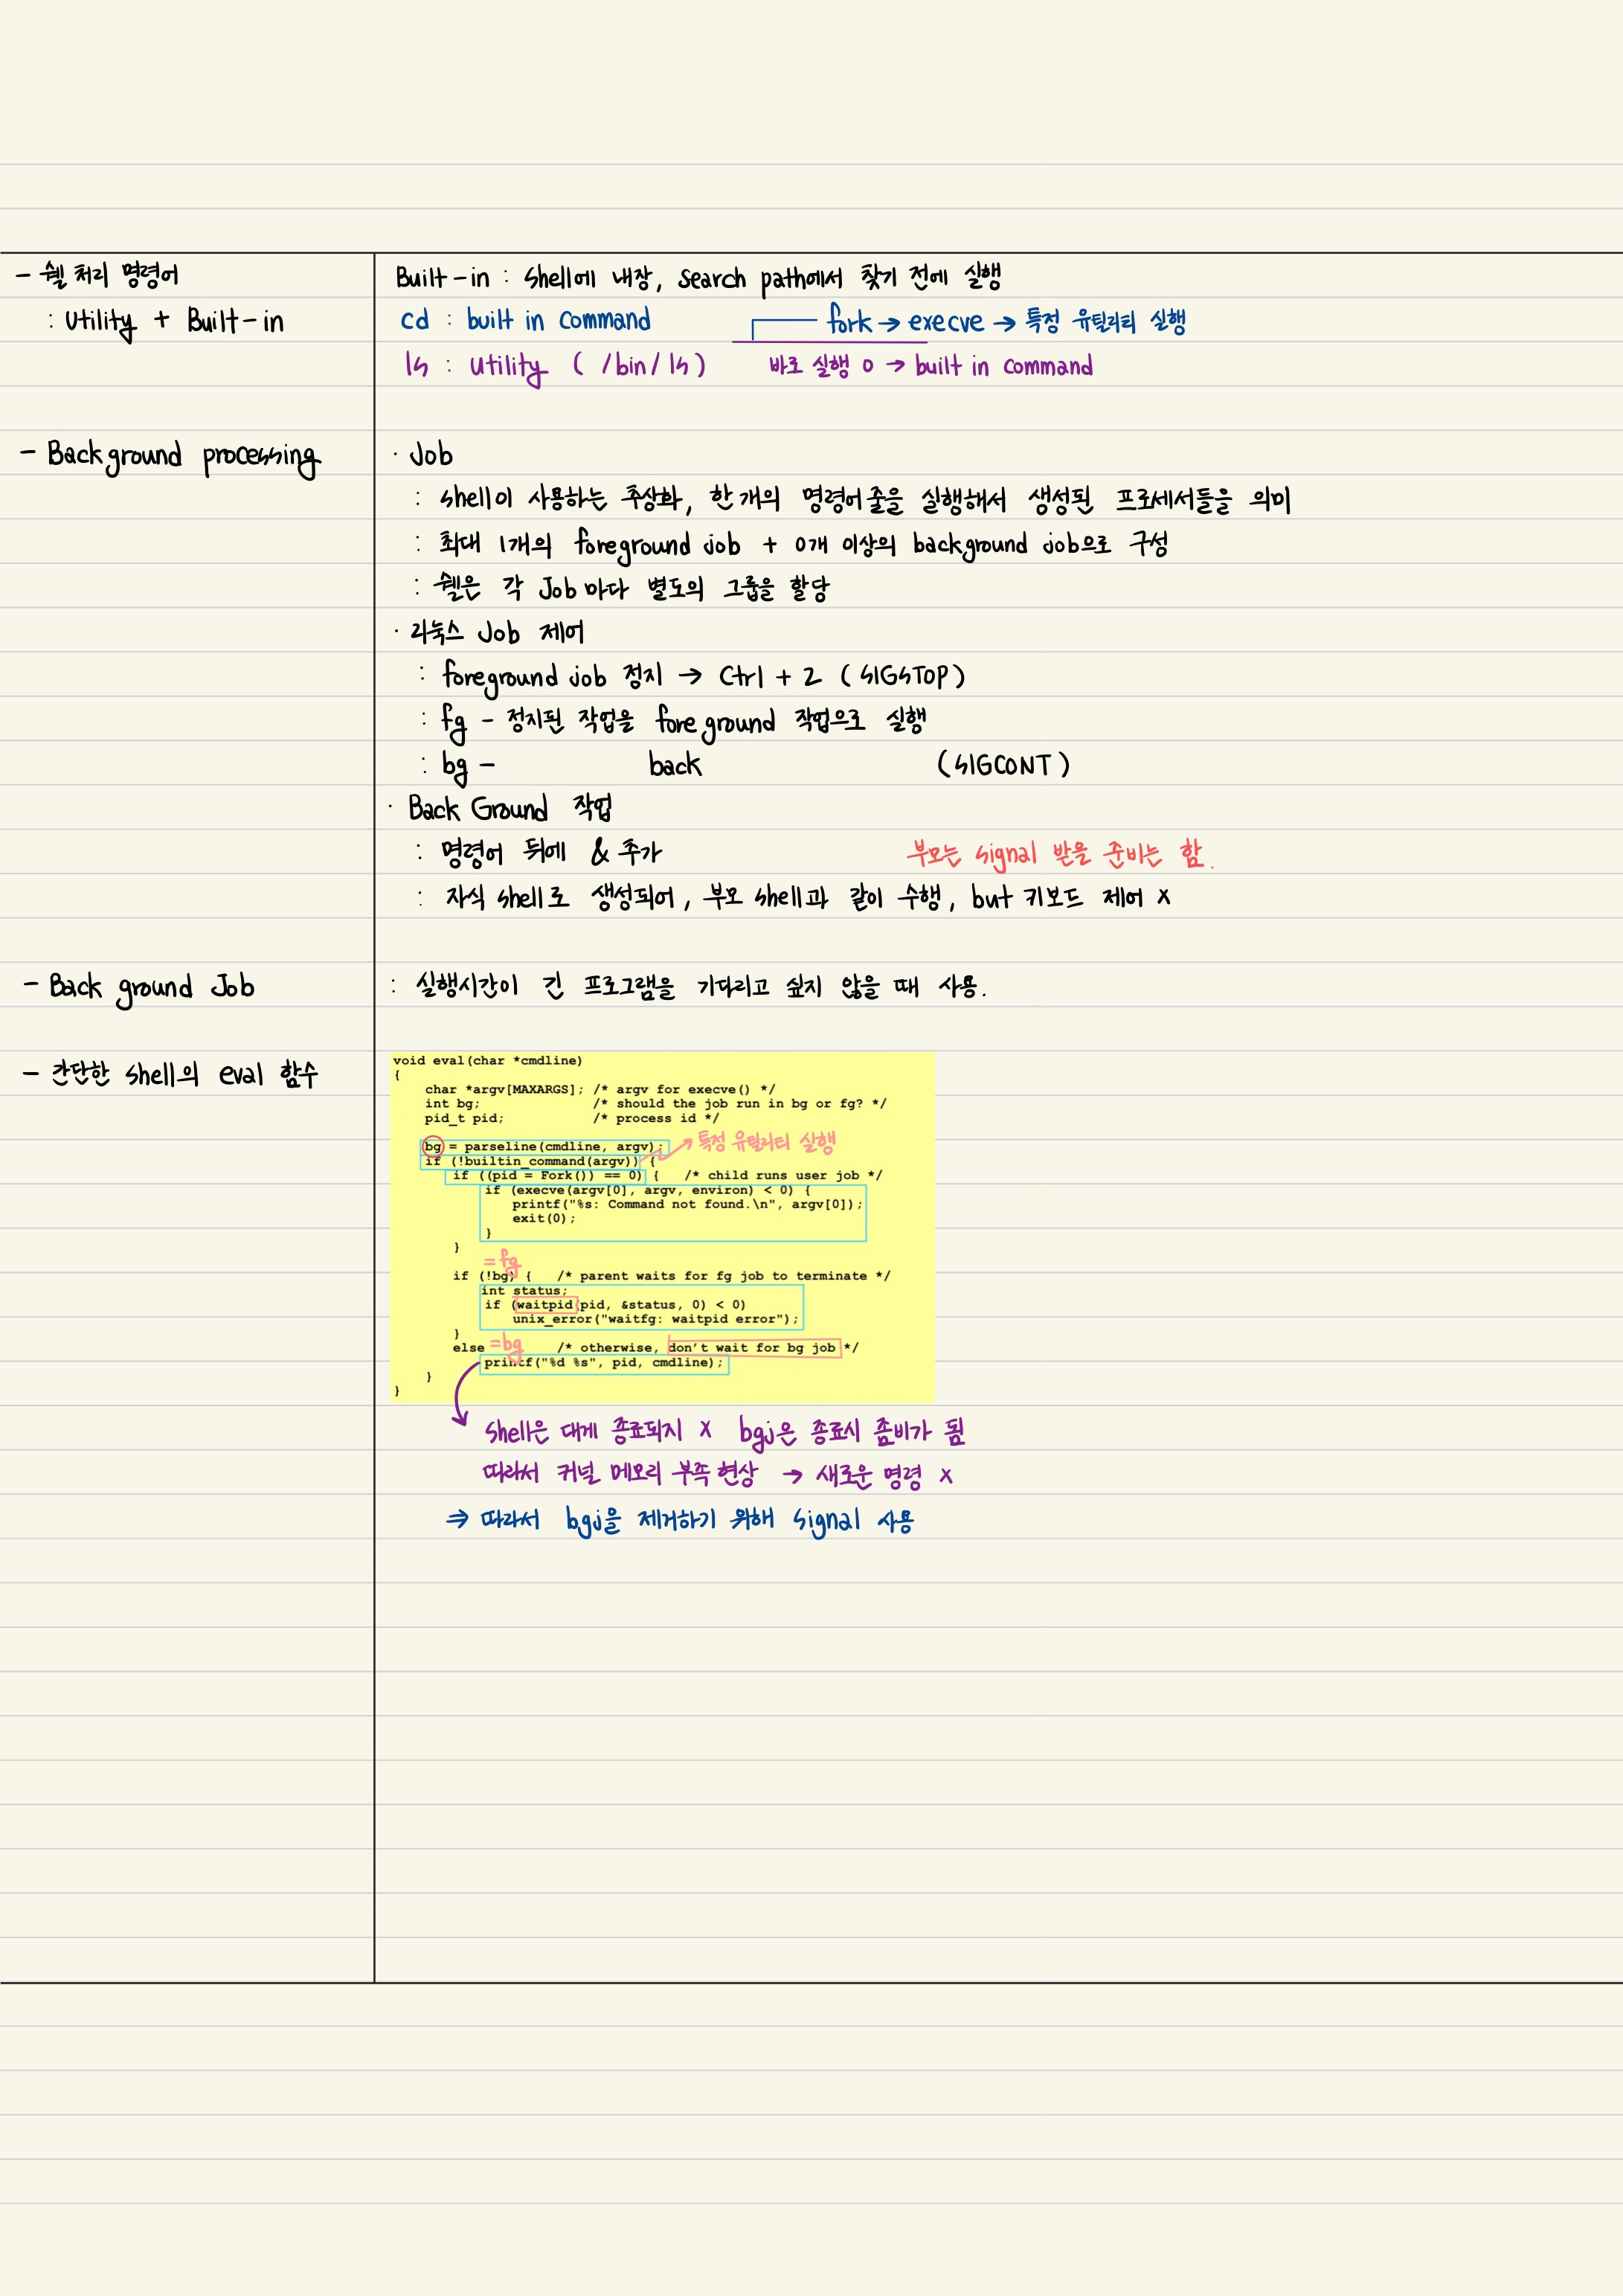 - 쉘 처리 명령어
: Utility + Built-in
Built-in : Shell에 내장, Search path에서 찾기 전에 실행
cd : built in Command
fork → execve → 특정 유틸리티 실행
ls : Utility ( /bin/ls )
바로 실행 O → built in Command
- Background processing
· Job
: shell이 사용하는 추상화, 한 개의 명령어 줄을 실행해서 생성된 프로세서들을 의미
: 최대 1개의 foreground job + 0개 이상의 background job으로 구성
: 쉘은 각 Job마다 별도의 그룹을 할당
· 리눅스 Job 제어
: foreground job 정지 → Ctrl + Z (SIGSTOP)
: fg - 정지된 작업을 foreground 작업으로 실행
: bg - back (SIGCONT)
· Back Ground 작업
: 명령어 뒤에 & 추가
부모는 signal 받을 준비는 함.
: 자식 shell로 생성되어, 부모 shell과 같이 수행, but 키보드 제어 x
- Back ground Job
: 실행시간이 긴 프로그램을 기다리고 싶지 않을 때 사용.
- 간단한 shell의 eval 함수
void eval(char *cmdline)
{
char *argv[MAXARGS]; /* argv for execve() */
int bg; /* should the job run in bg or fg? */
pid_t pid; /* process id */
bg = parseline(cmdline, argv);
→ 특정 유틸리티 실행
if (!builtin_command(argv)) {
if ((pid = Fork()) == 0) { /* child runs user job */
if (execve(argv[0], argv, environ) < 0) {
printf("%s: Command not found.\n", argv[0]);
exit(0);
}
}
= fg
if (!bg) { /* parent waits for fg job to terminate */
int status;
if (waitpid(pid, &status, 0) < 0)
unix_error("waitfg: waitpid error");
}
else =bg /* otherwise, don't wait for bg job */
printf("%d %s", pid, cmdline);
}
}
shell은 대게 종료되지 x bgj은 종료시 좀비가 됨
따라서 커널 메모리 부족 현상 → 새로운 명령 x
⇒ 따라서 bgj을 제거하기 위해 signal 사용